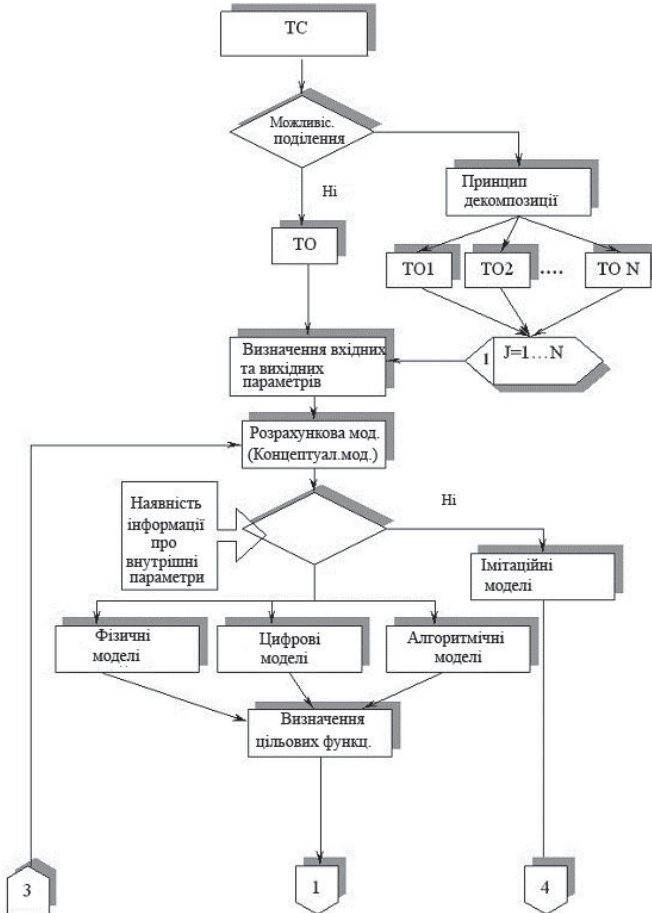 ТС
Можливіс.
поділення
Ні
Принцип
декомпозиції
ТО
ТО1
ТО2
....
ТО N
Визначення вхідних
та вихідних
параметрів
1
J=1...N
Розрахункова мод.
(Концептуал.мод.)
Наявність
інформації
про
внутрішні
параметри
Ні
Імітаційні
моделі
Фізичні
моделі
Цифрові
моделі
Алгоритмічні
моделі
Визначення
цільових функц.
3
1
4